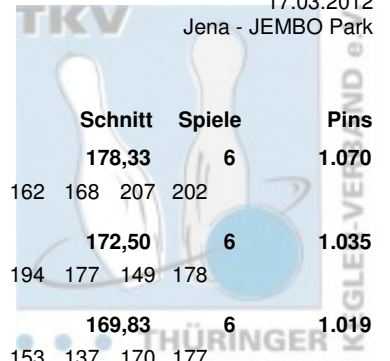 17.03.2012
TKV
Jena - JEMBO Park
Schnitt Spiele Pins
178,33 6 1.070
162 168 207 202
172,50 6 1.035
194 177 149 178
169,83 6 1.019
153 137 170 177
THÜRINGER
KEGLER-VERBAND e.V.